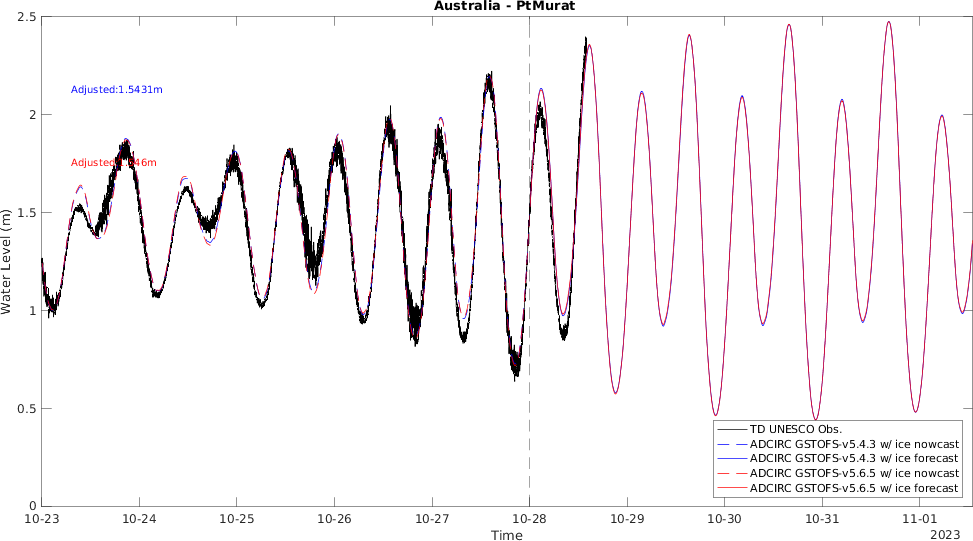 Australia - PtMurat
2.5
2
1.5
1
0.5
0
Water Level (m)
Adjusted:1.5431m
10-23
10-24
10-25
10-26
10-27
10-28
10-29
10-30
10-31
11-01
Time
2023
TD UNESCO Obs.
ADCIRC GSTOFS-v5.4.3 w/ ice nowcast
ADCIRC GSTOFS-v5.4.3 w/ ice forecast
ADCIRC GSTOFS-v5.6.5 w/ ice nowcast
ADCIRC GSTOFS-v5.6.5 w/ ice forecast